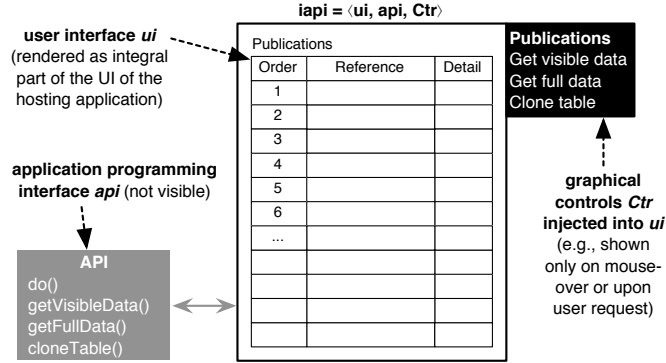 iapi = ⟨ui, api, Ctr⟩
user interface ui
(rendered as integral
part of the UI of the
hosting application)
Publications
Order Reference Detail
1
2
3
4
5
6
...
Publications
Get visible data
Get full data
Clone table
application programming
interface api (not visible)
API
do()
getVisibleData()
getFullData()
cloneTable()
graphical
controls Ctr
injected into ui
(e.g., shown
only on mouse-
over or upon
user request)